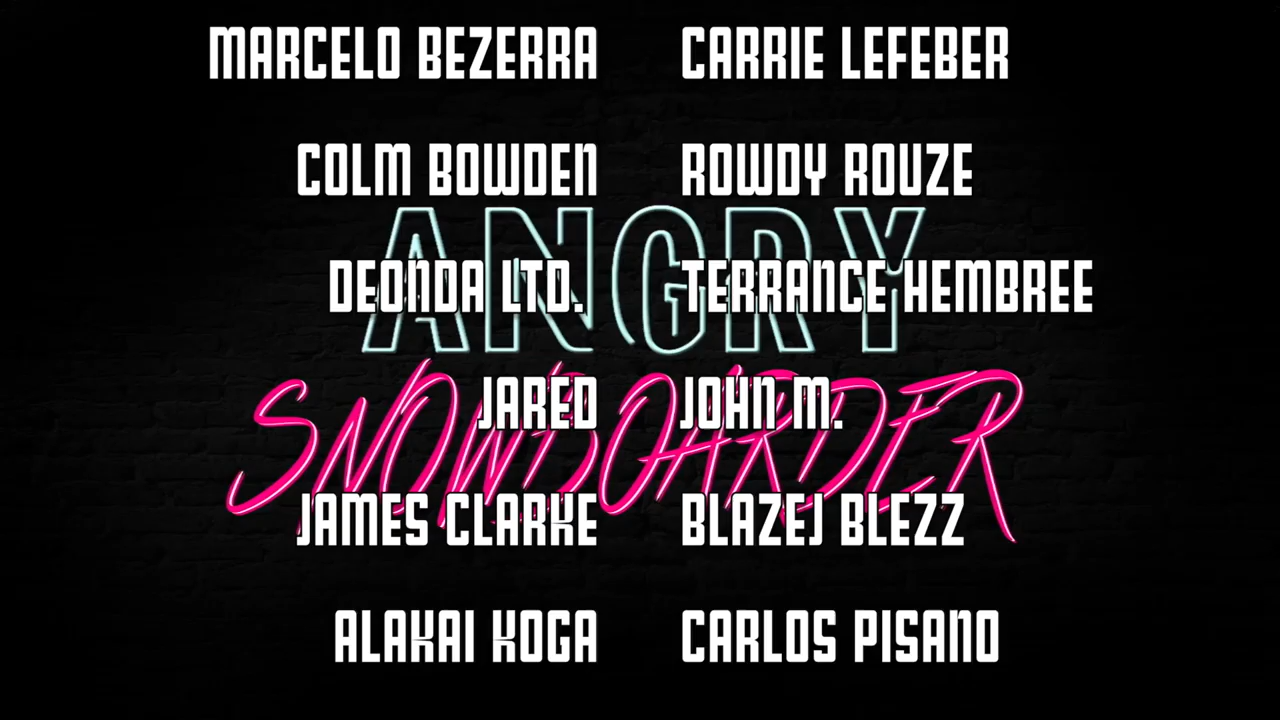 MARCELO BEZERRA CARRIE LEFEBER
COLM BOWDEN ROWDY ROUZE
ANGRY
DEONDA LTD. TERRANCE HEMBREE
JARED JOHN M.
SNOWBOARDER
JAMES CLARKE BLAZEJ BLEZZ
ALAKAI KOGA CARLOS PISANO